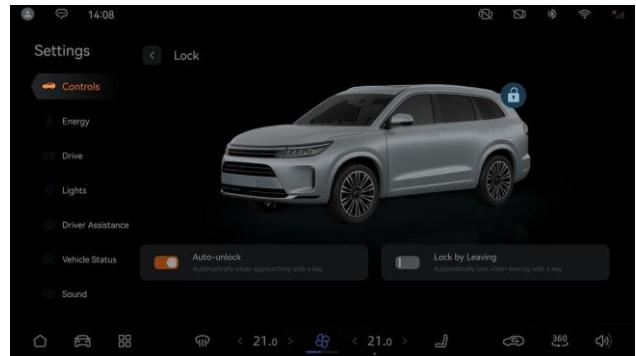 14:08
Settings
Lock
Controls
Energy
Drive
Lights
Driver Assistance
Vehicle Status
Sound
Auto-unlock
Automatically when approaching with a key
Lock by Leaving
Automatically lock when leaving with a key
21.0
21.0
360